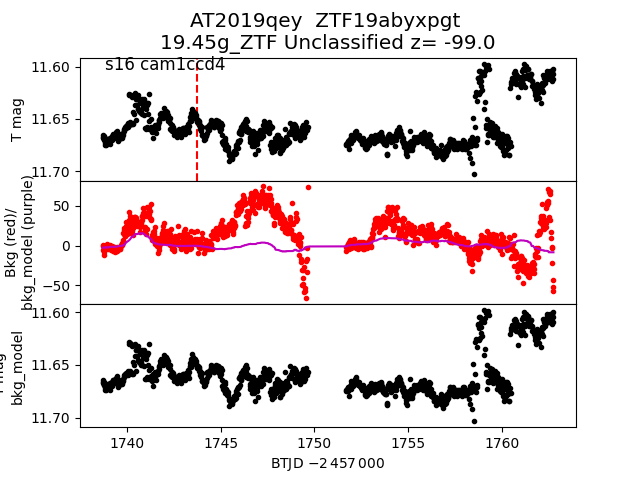 AT2019qey  ZTF19abyxpgt
19.45g_ZTF Unclassified z= -99.0
s16 cam1ccd4
11.60
11.65
11.70
T mag
50
0
−50
Bkg (red)/
bkg_model (purple)
11.60
11.65
11.70
mag
bkg_model
1740 1745 1750 1755 1760
BTJD −2 457 000